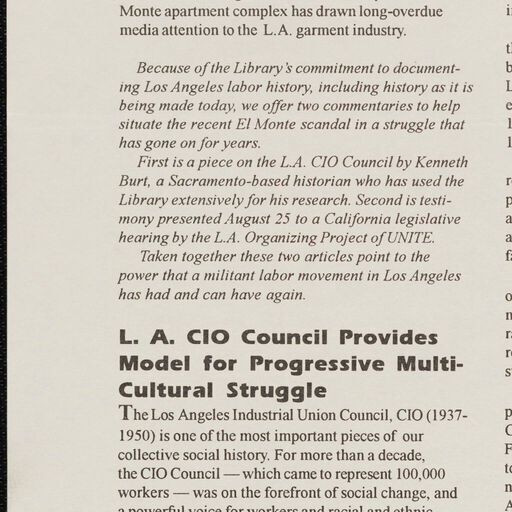 Monte apartment complex has drawn long-overdue
media attention to the L.A. garment industry.
Because of the Library's commitment to document-
ing Los Angeles labor history, including history as it is
being made today, we offer two commentaries to help
situate the recent El Monte scandal in a struggle that
has gone on for years.
First is a piece on the L.A. CIO Council by Kenneth
Burt, a Sacramento-based historian who has used the
Library extensively for his research. Second is testi-
mony presented August 25 to a California legislative
hearing by the L.A. Organizing Project of UNITE.
Taken together these two articles point to the
power that a militant labor movement in Los Angeles
has had and can have again.
L. A. CIO Council Provides
Model for Progressive Multi-
Cultural Struggle
The Los Angeles Industrial Union Council, CIO (1937-
1950) is one of the most important pieces of our
collective social history. For more than a decade,
the CIO Council — which came to represent 100,000
workers — was on the forefront of social change, and
a powerful voice for workers and racial and ethnic